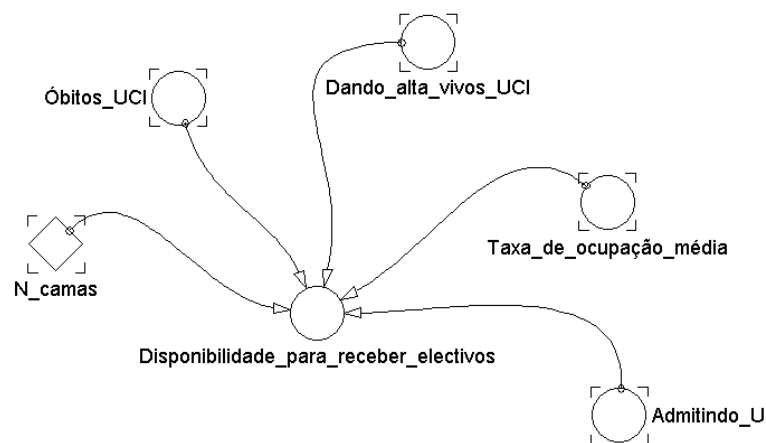 Óbitos_UCI
Dando_alta_vivos_UCI
Taxa_de_ocupação_média
N_camas
Disponibilidade_para_receber_electivos
Admitindo_U